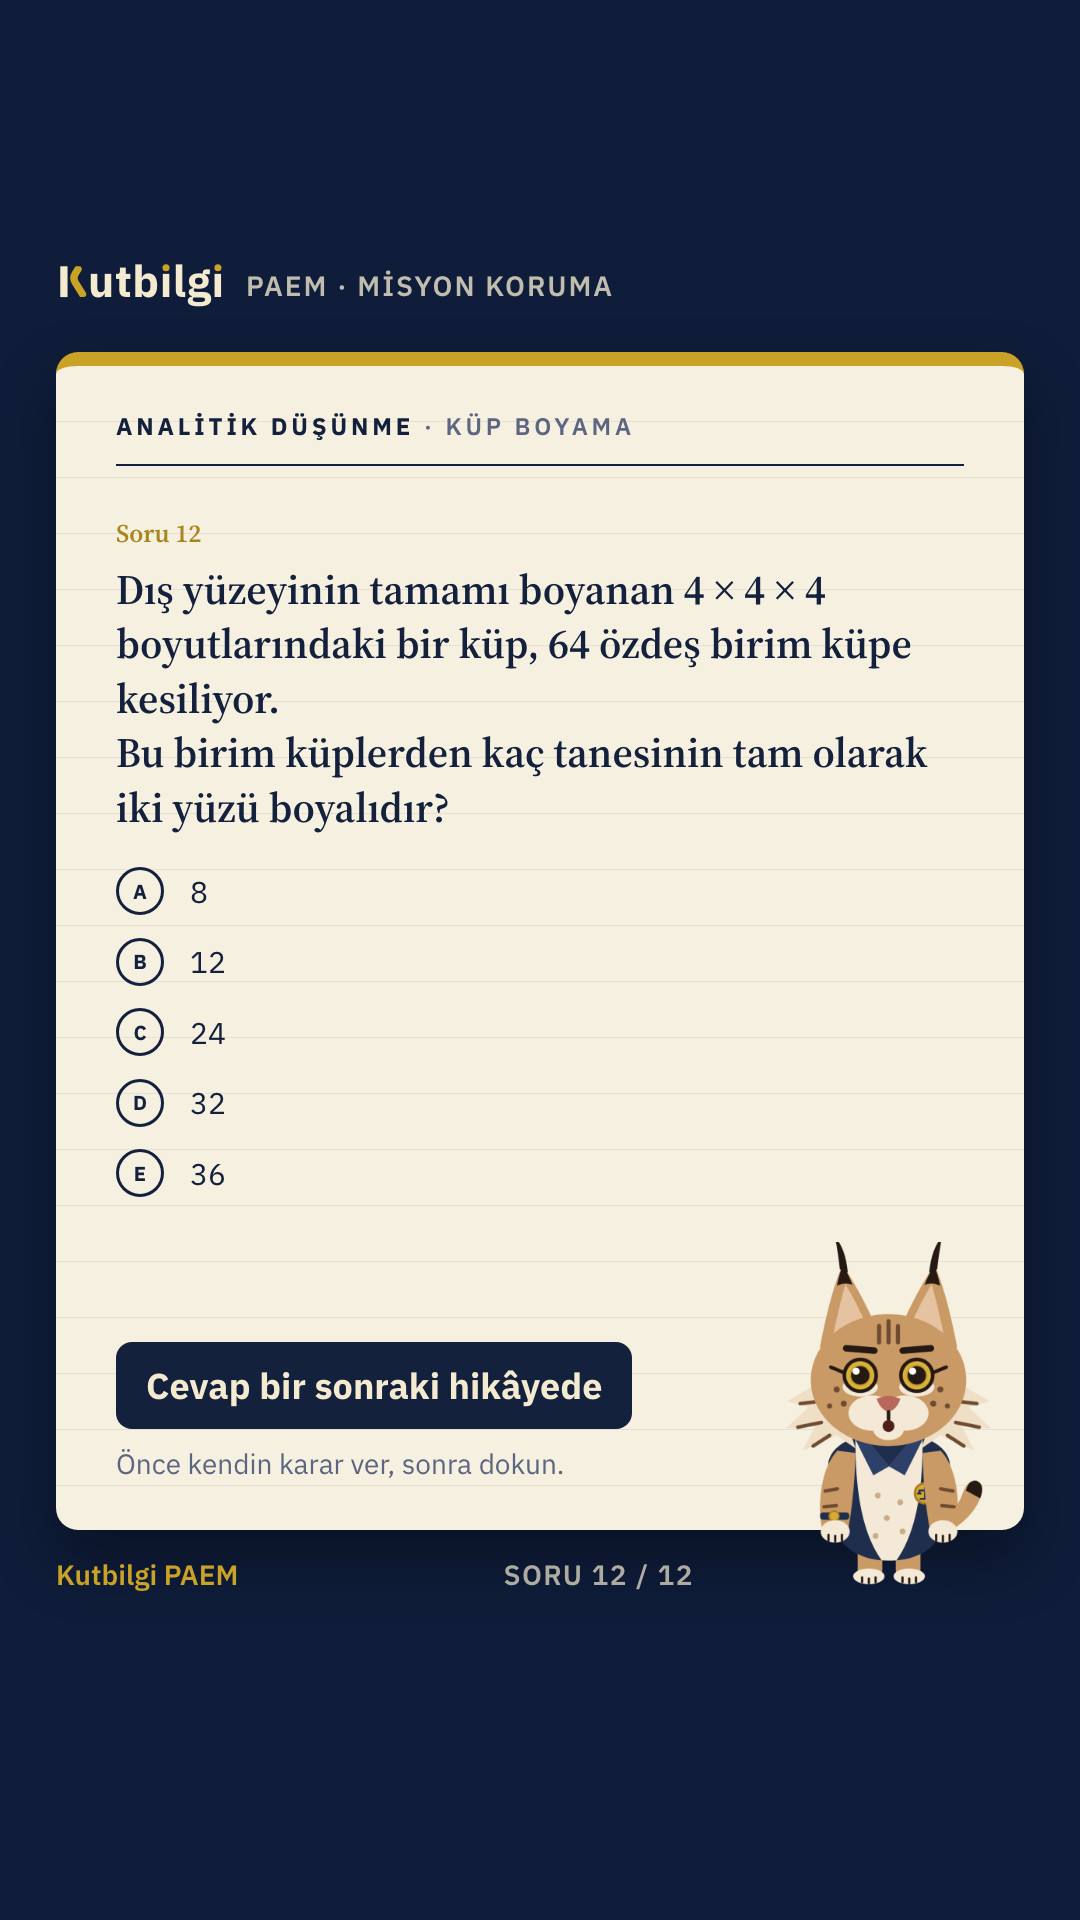 Kutbilgi PAEM · MİSYON KORUMA
ANALİTİK DÜŞÜNME · KÜP BOYAMA
Soru 12
Dış yüzeyinin tamamı boyanan 4 × 4 × 4
boyutlarındaki bir küp, 64 özdeş birim küpe
kesiliyor.
Bu birim küplerden kaç tanesinin tam olarak
iki yüzü boyalıdır?
A 8
B 12
C 24
D 32
E 36
Cevap bir sonraki hikâyede
Önce kendin karar ver, sonra dokun.
Kutbilgi PAEM SORU 12 / 12